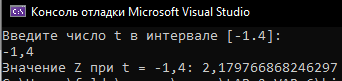 Консоль отладки Microsoft Visual Studio
Введите число t в интервале [-1.4]:
-1,4
Значение Z при t = -1,4: 2,179766868246297